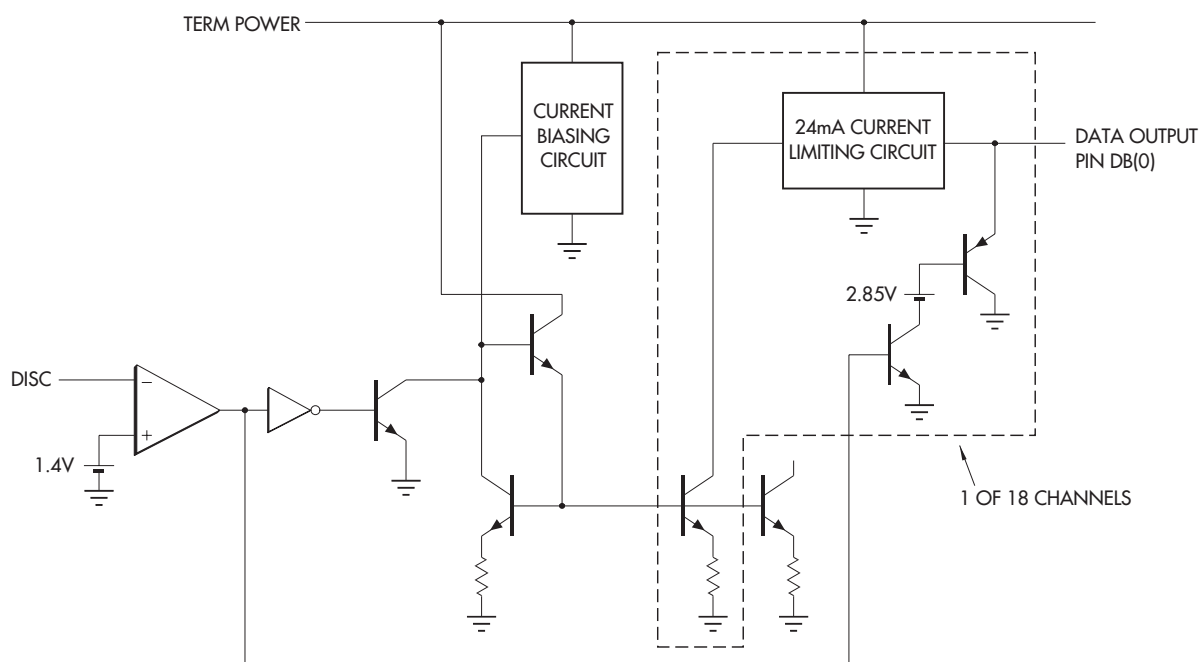 TERM POWER
CURRENT
BIASING
CIRCUIT
24mA CURRENT
LIMITING CIRCUIT
DATA OUTPUT
PIN DB(0)
2.85V
DISC
−
+
1.4V
1 OF 18 CHANNELS